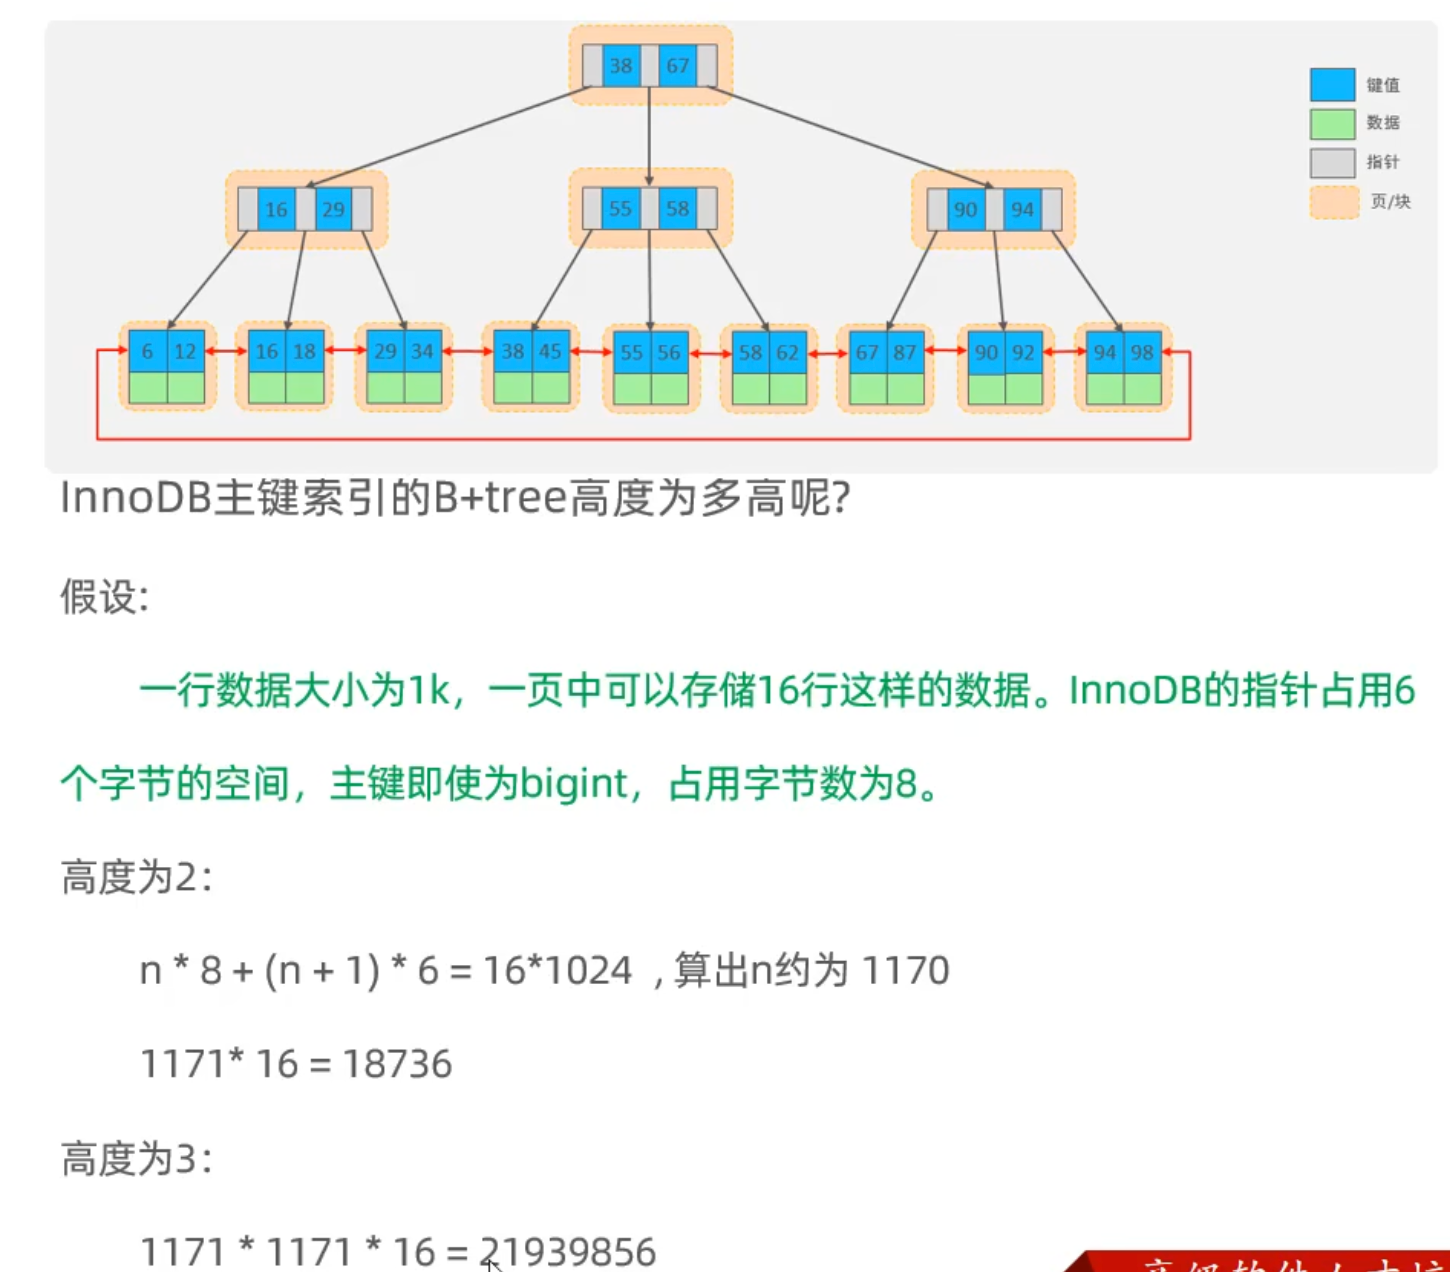 38 67
键值
数据
指针
页/块
16 29 55 58 90 94
6 12 16 18 29 34 38 45 55 56 58 62 67 87 90 92 94 98
InnoDB主键索引的B+tree高度为多高呢?
假设:
一行数据大小为1k，一页中可以存储16行这样的数据。InnoDB的指针占用6
个字节的空间，主键即使为bigint，占用字节数为8。
高度为2：
n * 8 + (n + 1) * 6 = 16*1024 , 算出n约为 1170
1171* 16 = 18736
高度为3：
1171 * 1171 * 16 = 21939856